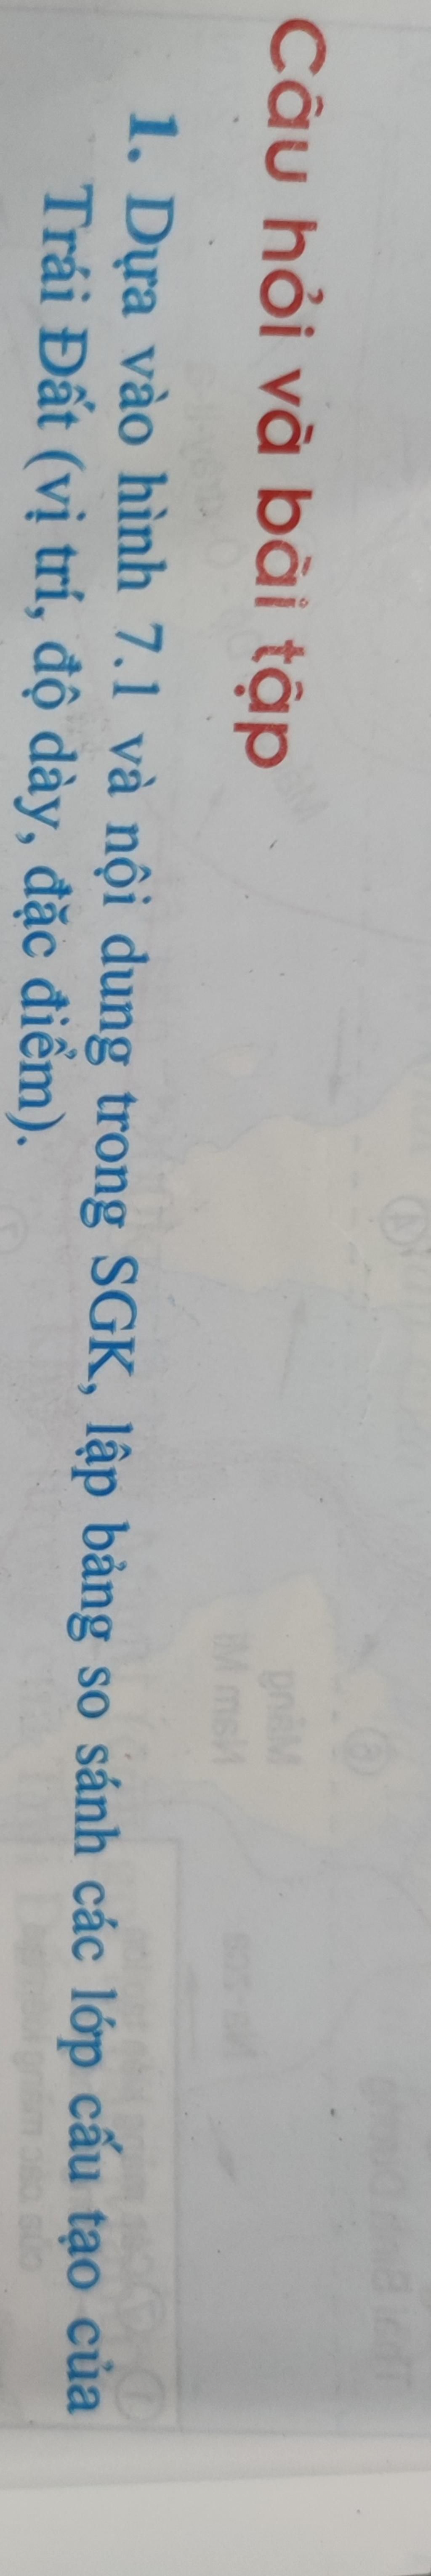 Câu hỏi và bài tập
1. Dựa vào hình 7.1 và nội dung trong SGK, lập bảng so sánh các lớp cấu tạo của
Trái Đất (vị trí, độ dày, đặc điểm).